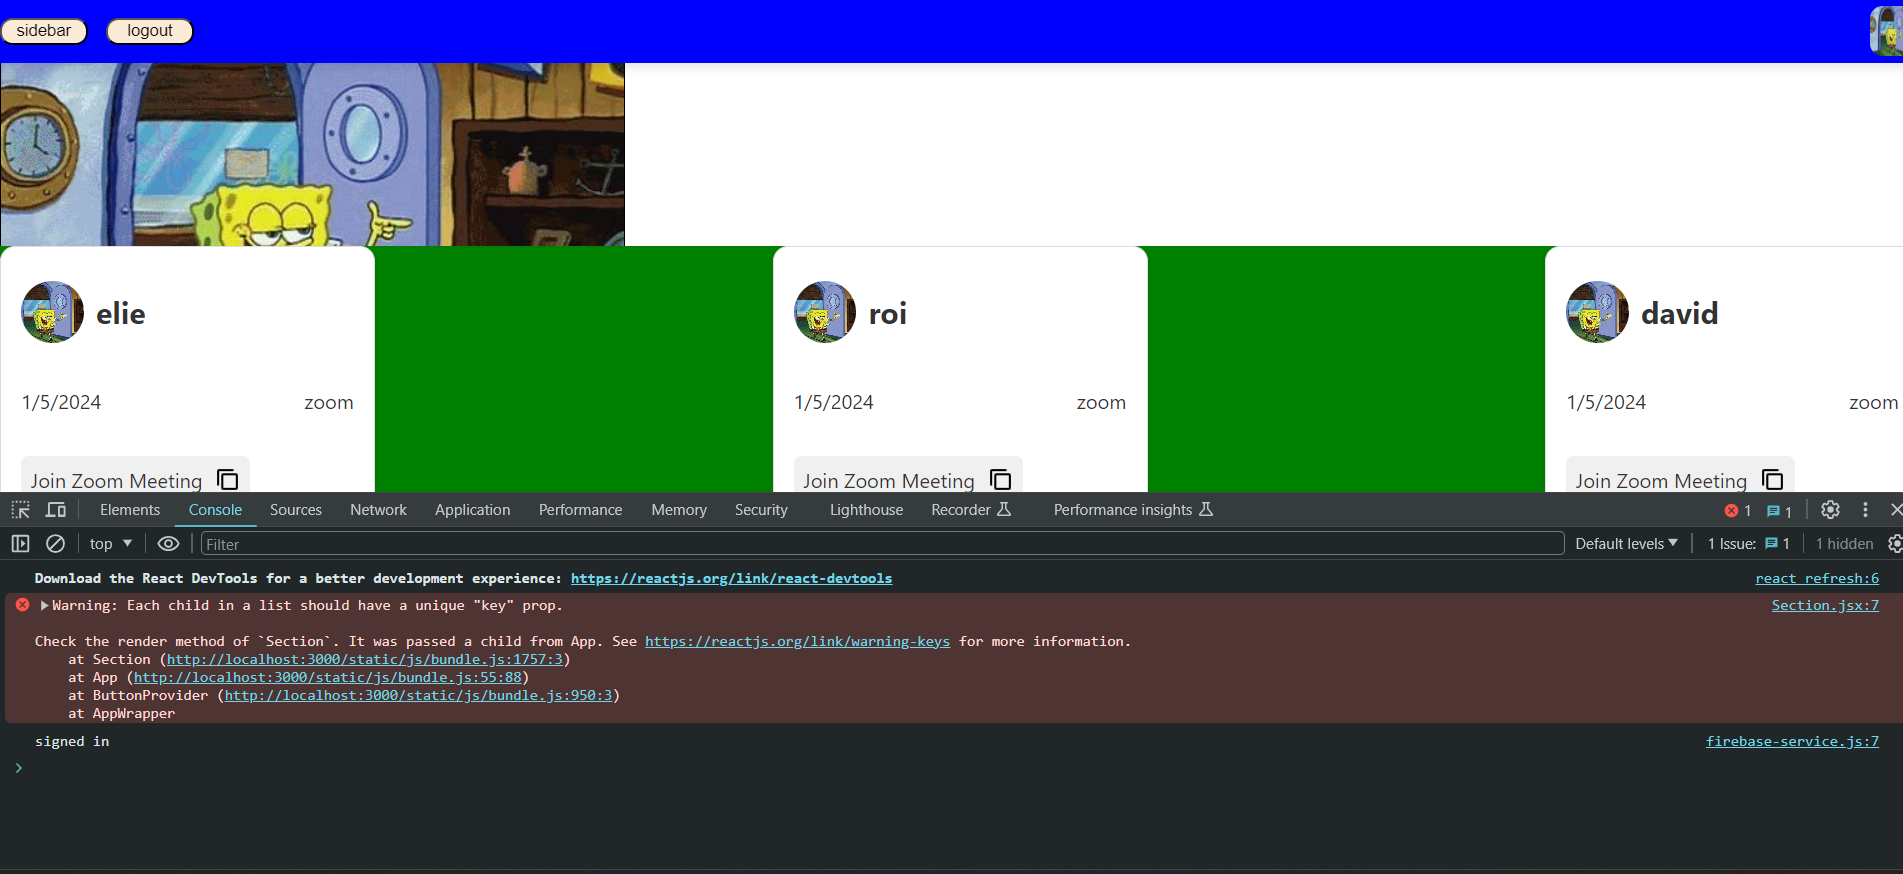 sidebar logout
elie roi david
1/5/2024 zoom 1/5/2024 zoom 1/5/2024 zoom
Join Zoom Meeting Join Zoom Meeting Join Zoom Meeting
Elements Console Sources Network Application Performance Memory Security Lighthouse Recorder Performance insights 1 1
top Filter Default levels 1 Issue: 1 1 hidden
Download the React DevTools for a better development experience: https://reactjs.org/link/react-devtools react refresh:6
Warning: Each child in a list should have a unique "key" prop. Section.jsx:7
Check the render method of `Section`. It was passed a child from App. See https://reactjs.org/link/warning-keys for more information.
at Section (http://localhost:3000/static/js/bundle.js:1757:3)
at App (http://localhost:3000/static/js/bundle.js:55:88)
at ButtonProvider (http://localhost:3000/static/js/bundle.js:950:3)
at AppWrapper
signed in firebase-service.js:7